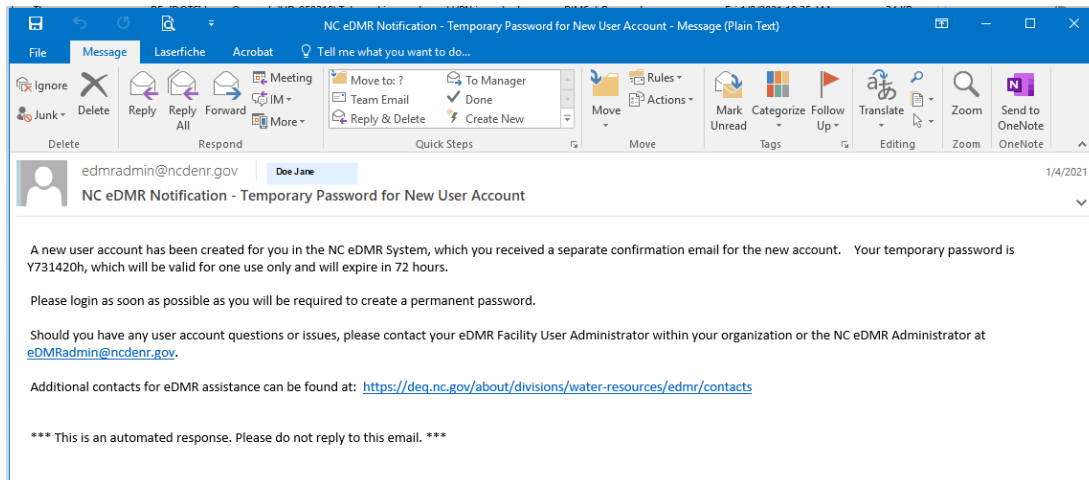 NC eDMR Notification - Temporary Password for New User Account - Message (Plain Text)
File Message Laserfiche Acrobat Tell me what you want to do...
Ignore
Junk
Delete
Reply
Reply All
Forward
Meeting
IM
More
Move to: ?
Team Email
Reply & Delete
To Manager
Done
Create New
Move
Rules
Actions
Mark Unread
Categorize
Follow Up
Translate
Zoom
Send to OneNote
Delete Respond Quick Steps Move Tags Editing Zoom OneNote
edmradmin@ncdenr.gov Doe Jane 1/4/2021
NC eDMR Notification - Temporary Password for New User Account
A new user account has been created for you in the NC eDMR System, which you received a separate confirmation email for the new account. Your temporary password is
Y731420h, which will be valid for one use only and will expire in 72 hours.
Please login as soon as possible as you will be required to create a permanent password.
Should you have any user account questions or issues, please contact your eDMR Facility User Administrator within your organization or the NC eDMR Administrator at
eDMRadmin@ncdenr.gov.
Additional contacts for eDMR assistance can be found at: https://deq.nc.gov/about/divisions/water-resources/edmr/contacts
*** This is an automated response. Please do not reply to this email. ***